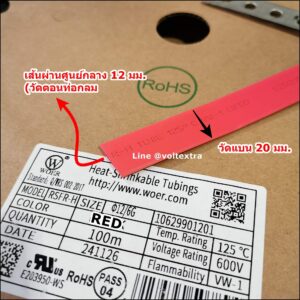 เส้นผ่านศูนย์กลาง 12 มม.
(วัดตอนท่อกลม
RoHS
วัดแบน 20 มม.
Line @voltextra
WOER
Heat-Shrinkable Tubings
http://www.woer.com
MODEL RSFR-H SIZE Φ12/6G 10629901201
COLOR RED Temp. Rating 125 ℃
QUANTITY 100m Voltage Rating 600V
DATE 241126 Flammability VW-1
EZ03950-WS
RoHS
PASS
04